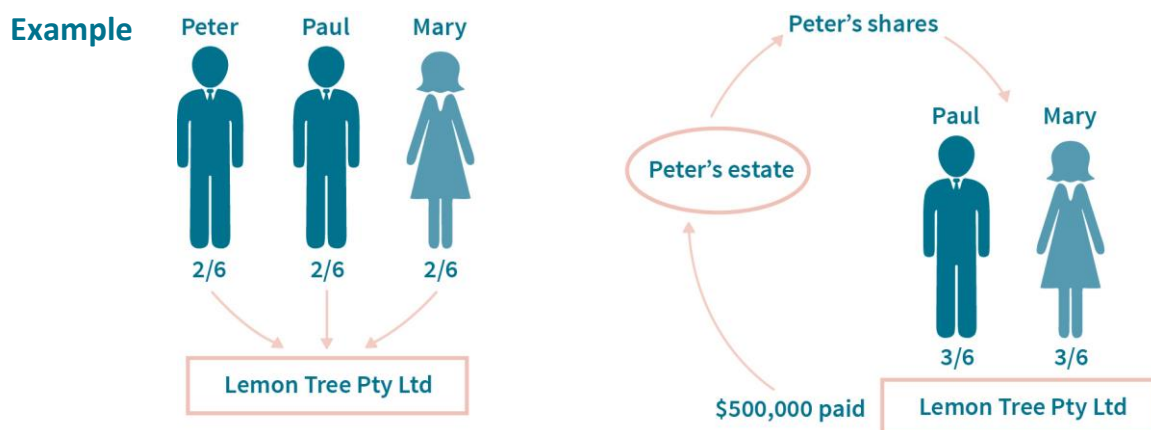 Example
Peter Paul Mary
2/6 2/6 2/6
Lemon Tree Pty Ltd
Peter’s shares
Peter’s estate
Paul Mary
3/6 3/6
$500,000 paid
Lemon Tree Pty Ltd